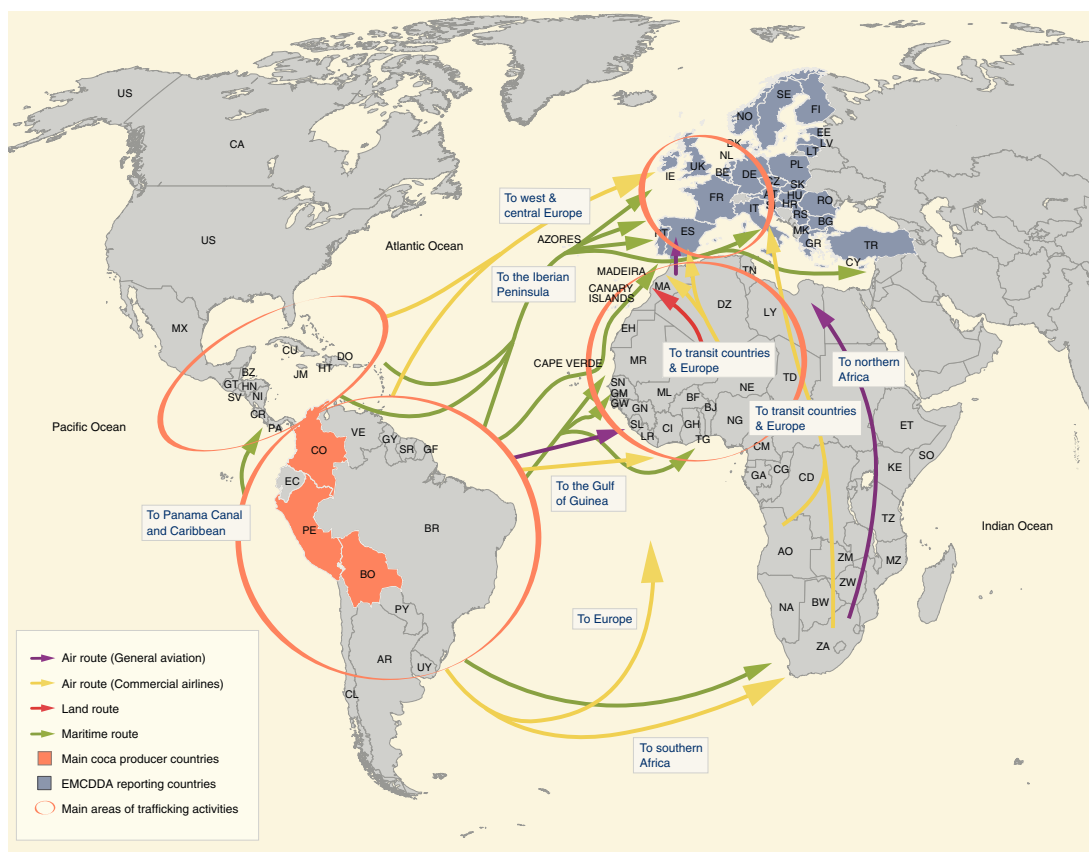 US
CA
US
MX
Atlantic Ocean
Pacific Ocean
Indian Ocean
SE
NO
FI
EE
LV
LT
DK
NL
IE
UK
BE
DE
PL
CZ
SK
AT
HU
FR
SI
HR
RO
IT
RS
BG
MK
GR
TR
CY
PT
ES
To west &
central Europe
AZORES
To the Iberian
Peninsula
MADEIRA
CANARY
ISLANDS
CAPE VERDE
MA
TN
DZ
LY
EH
MR
ML
NE
TD
SN
GM
GW
GN
SL
LR
CI
BF
GH
BJ
TG
NG
CM
To transit countries
& Europe
To northern
Africa
To transit countries
& Europe
ET
SO
KE
GA
CG
CD
TZ
AO
ZM
MZ
ZW
NA
BW
ZA
CU
DO
HT
JM
BZ
GT
HN
SV
NI
CR
PA
VE
GY
SR
GF
CO
EC
PE
BR
BO
PY
AR
UY
CL
To the Gulf
of Guinea
To Panama Canal
and Caribbean
To Europe
To southern
Africa
Air route (General aviation)
Air route (Commercial airlines)
Land route
Maritime route
Main coca producer countries
EMCDDA reporting countries
Main areas of trafficking activities